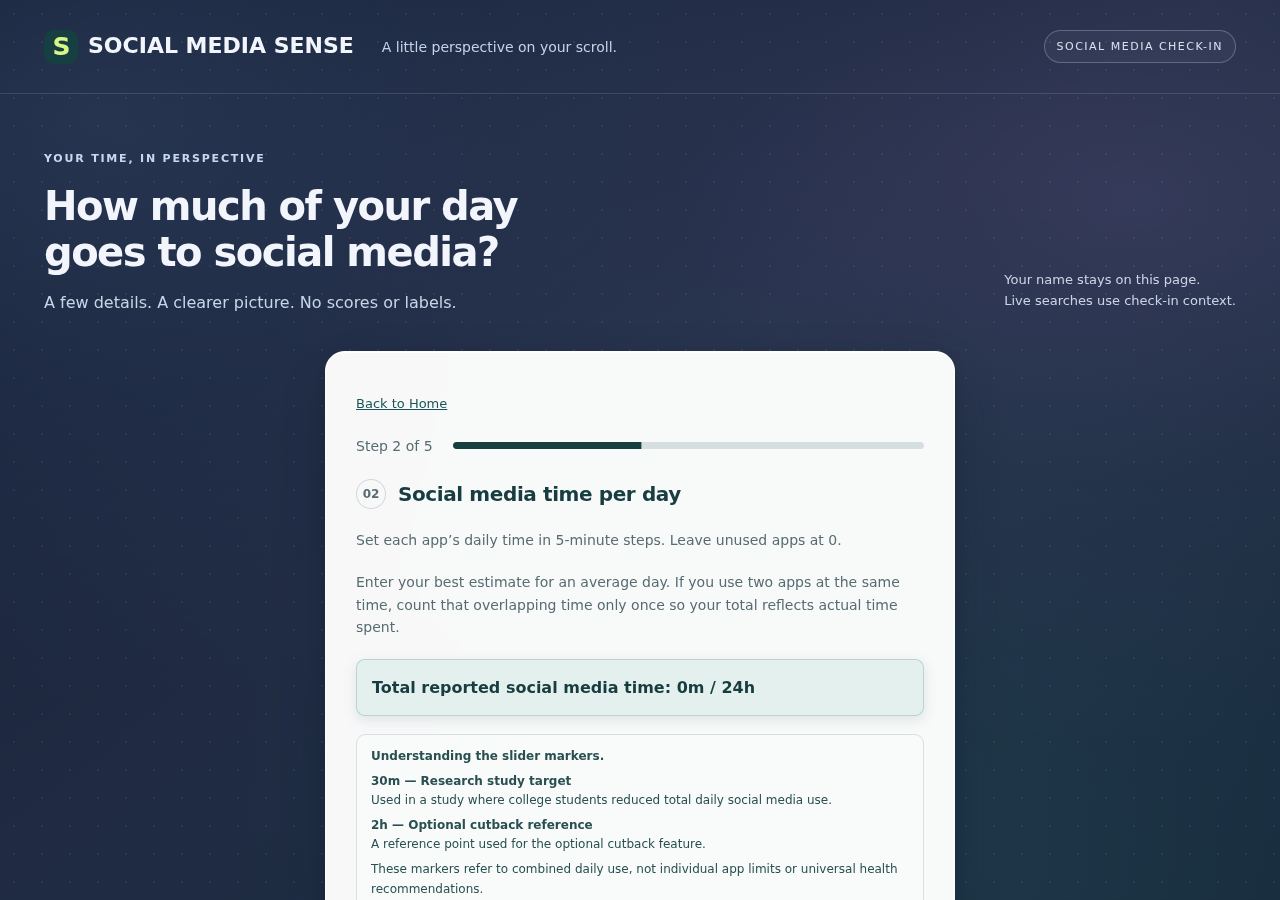 S SOCIAL MEDIA SENSE
A little perspective on your scroll.
SOCIAL MEDIA CHECK-IN
YOUR TIME, IN PERSPECTIVE
How much of your day
goes to social media?
A few details. A clearer picture. No scores or labels.
Your name stays on this page.
Live searches use check-in context.
Back to Home
Step 2 of 5
02 Social media time per day
Set each app’s daily time in 5-minute steps. Leave unused apps at 0.
Enter your best estimate for an average day. If you use two apps at the same
time, count that overlapping time only once so your total reflects actual time
spent.
Total reported social media time: 0m / 24h
Understanding the slider markers.
30m — Research study target
Used in a study where college students reduced total daily social media use.
2h — Optional cutback reference
A reference point used for the optional cutback feature.
These markers refer to combined daily use, not individual app limits or universal health
recommendations.